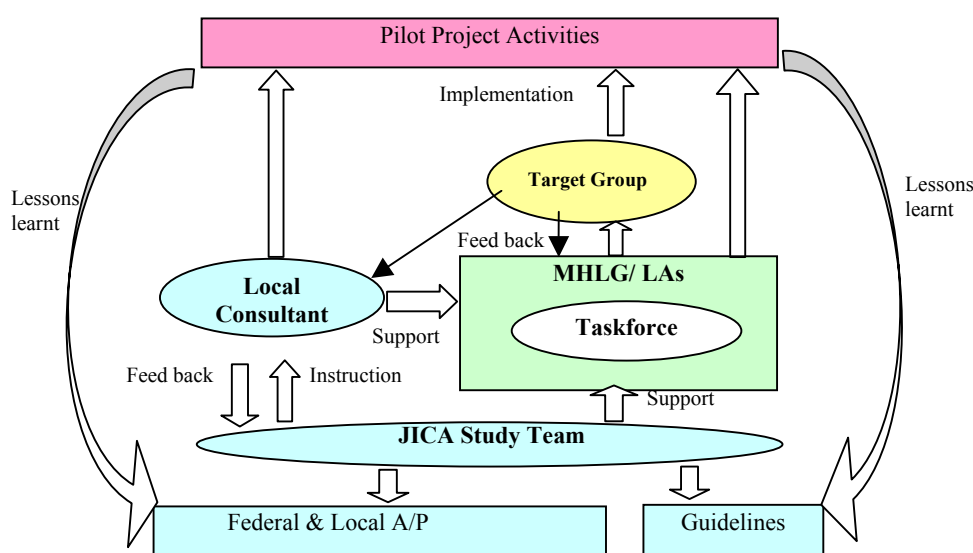 Pilot Project Activities
Implementation
Target Group
Lessons
learnt
Lessons
learnt
Feed back
MHLG/ LAs
Local
Consultant
Taskforce
Support
Feed back
Instruction
Support
JICA Study Team
Federal & Local A/P
Guidelines